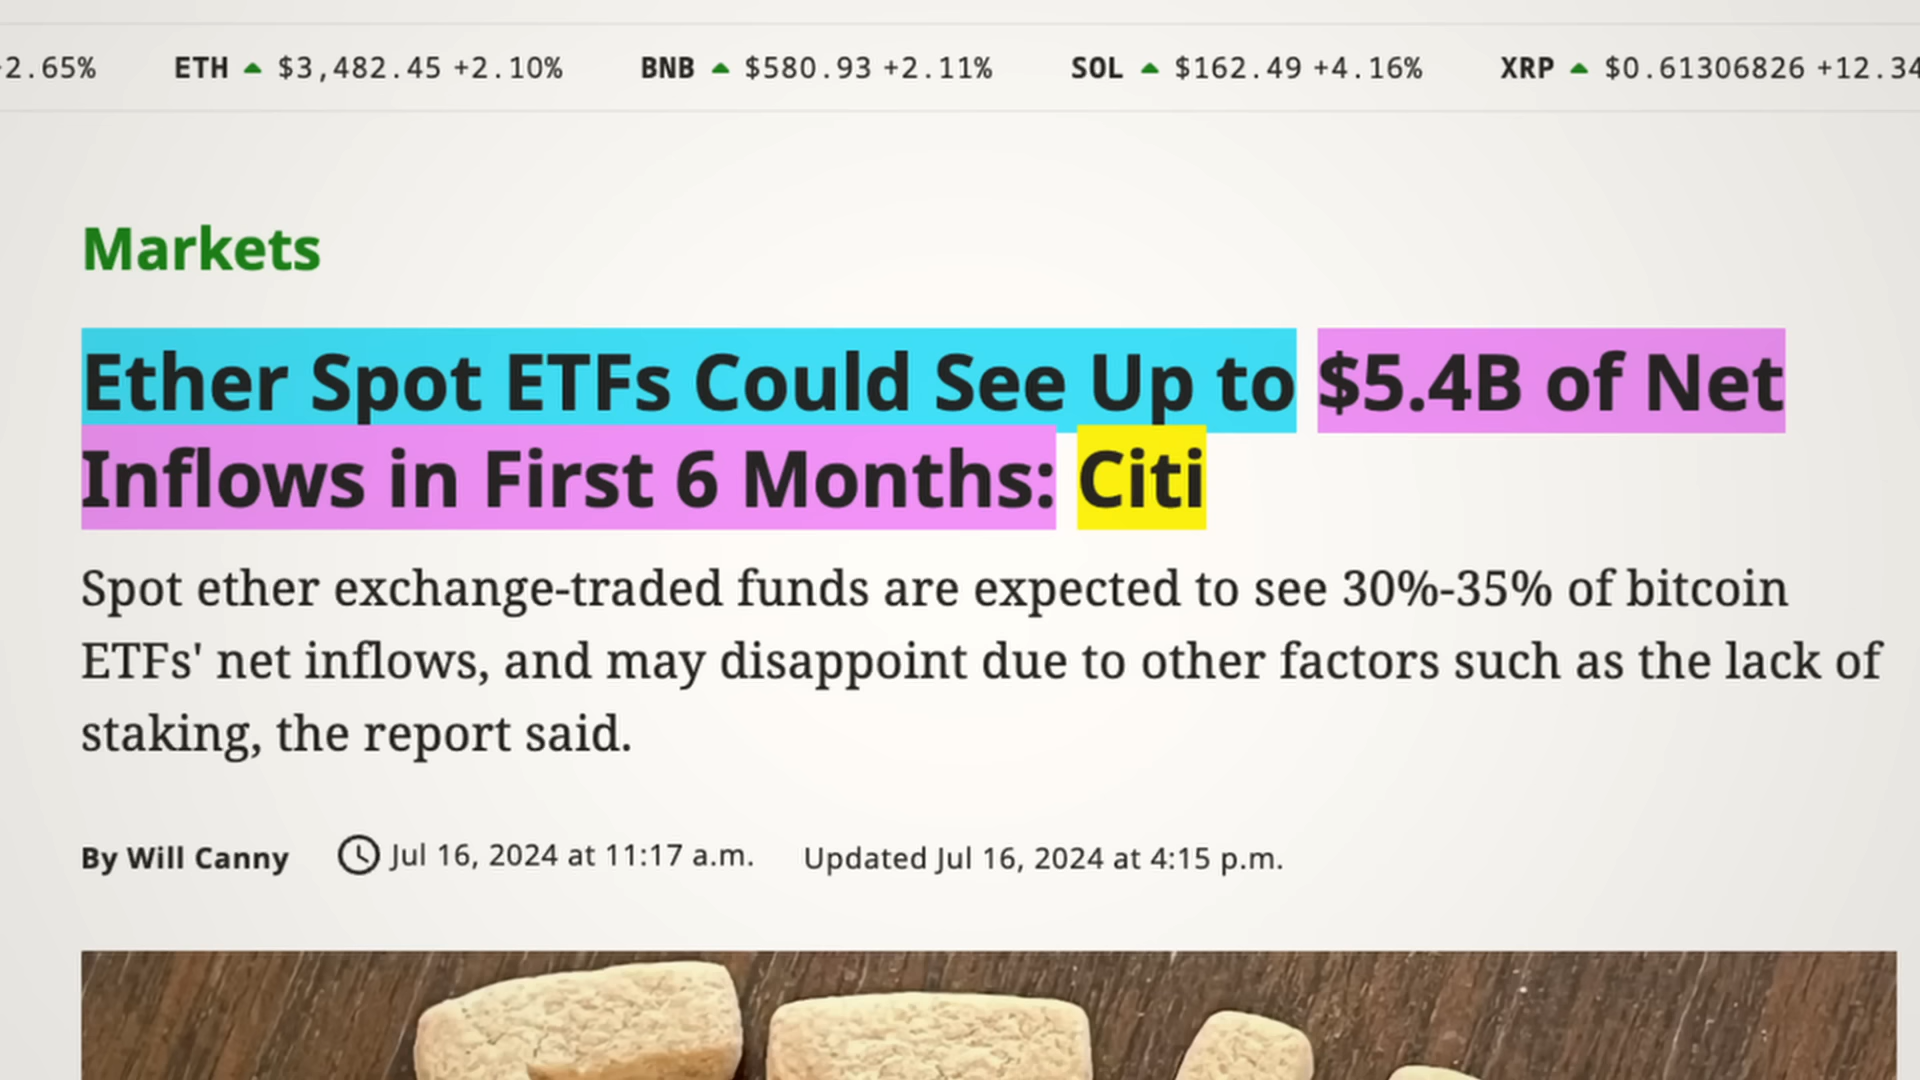 2.65% ETH ▲ $3,482.45 +2.10% BNB ▲ $580.93 +2.11% SOL ▲ $162.49 +4.16% XRP ▲ $0.61306826 +12.34
Markets
Ether Spot ETFs Could See Up to $5.4B of Net
Inflows in First 6 Months: Citi
Spot ether exchange-traded funds are expected to see 30%-35% of bitcoin
ETFs' net inflows, and may disappoint due to other factors such as the lack of
staking, the report said.
By Will Canny Jul 16, 2024 at 11:17 a.m. Updated Jul 16, 2024 at 4:15 p.m.